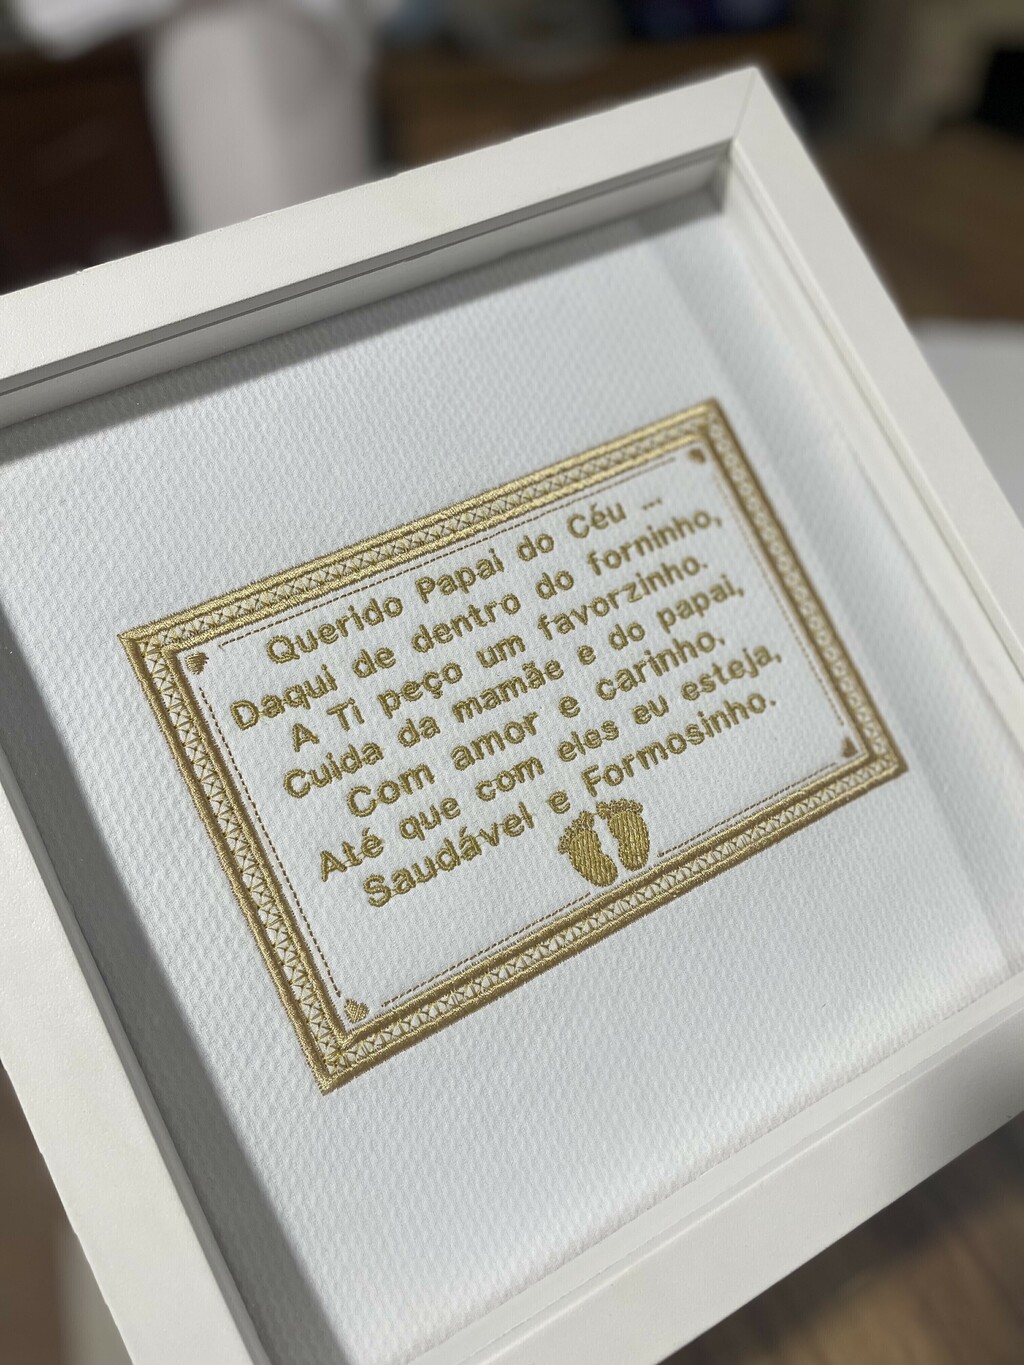 Querido Papai do Céu ...
Daqui de dentro do forninho,
A Ti peço um favorzinho.
Cuida da mamãe e do papai,
Com amor e carinho.
Até que com eles eu esteja,
Saudável e Formosinho.